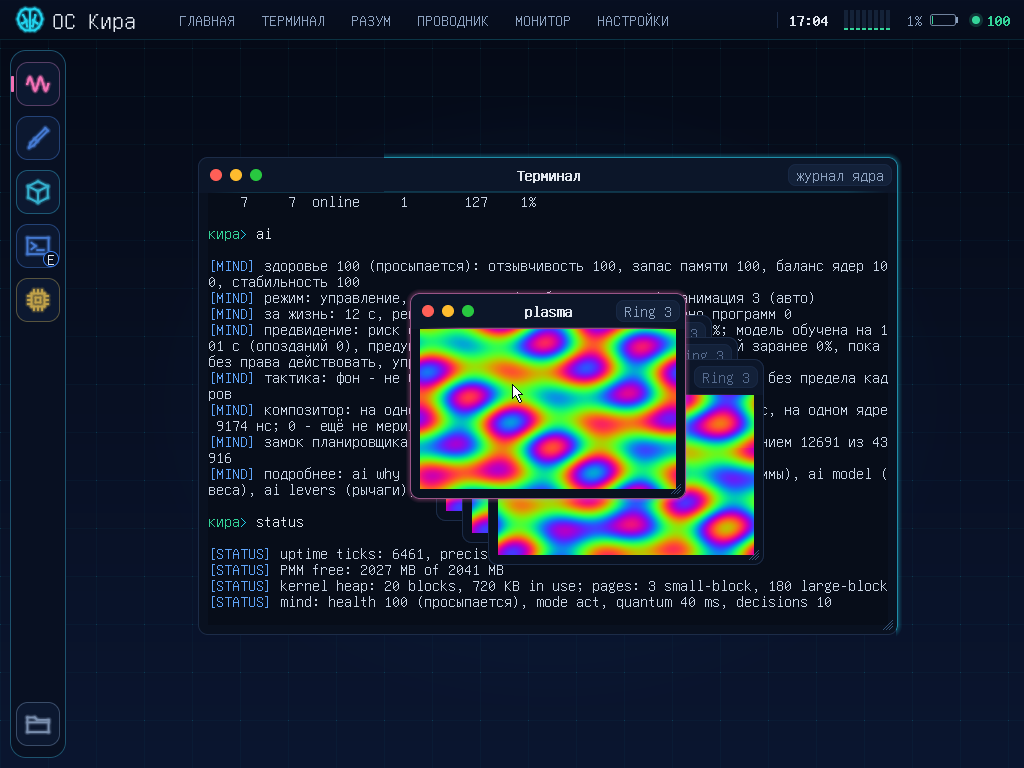 ОС Кира
ГЛАВНАЯ ТЕРМИНАЛ РАЗУМ ПРОВОДНИК МОНИТОР НАСТРОЙКИ
17:04 1% 100
E
Терминал журнал ядра
7 7 online 1 127 1%
кира> ai
[MIND] здоровье 100 (просыпается): отзывчивость 100, запас памяти 100, баланс ядер 10
0, стабильность 100
[MIND] режим: управление, анимация 3 (авто)
[MIND] за жизнь: 12 с, программ 0
[MIND] предвидение: риск %; модель обучена на 1
01 с (опозданий 0), заранее 0%, пока
без права действовать,
[MIND] тактика: фон - не без предела кад
ров
[MIND] композитор: на на одном ядре
9174 нс; 0 - ещё не
[MIND] замок планировщика 12691 из 43
916
[MIND] подробнее: ai why ai model (
веса), ai levers (рычаги)
кира> status
[STATUS] uptime ticks: 6461,
[STATUS] PMM free: 2027 MB of 2041 MB
[STATUS] kernel heap: 20 blocks, 720 KB in use; pages: 3 small-block, 180 large-block
[STATUS] mind: health 100 (просыпается), mode act, quantum 40 ms, decisions 10
plasma Ring 3
3
3
Ring 3